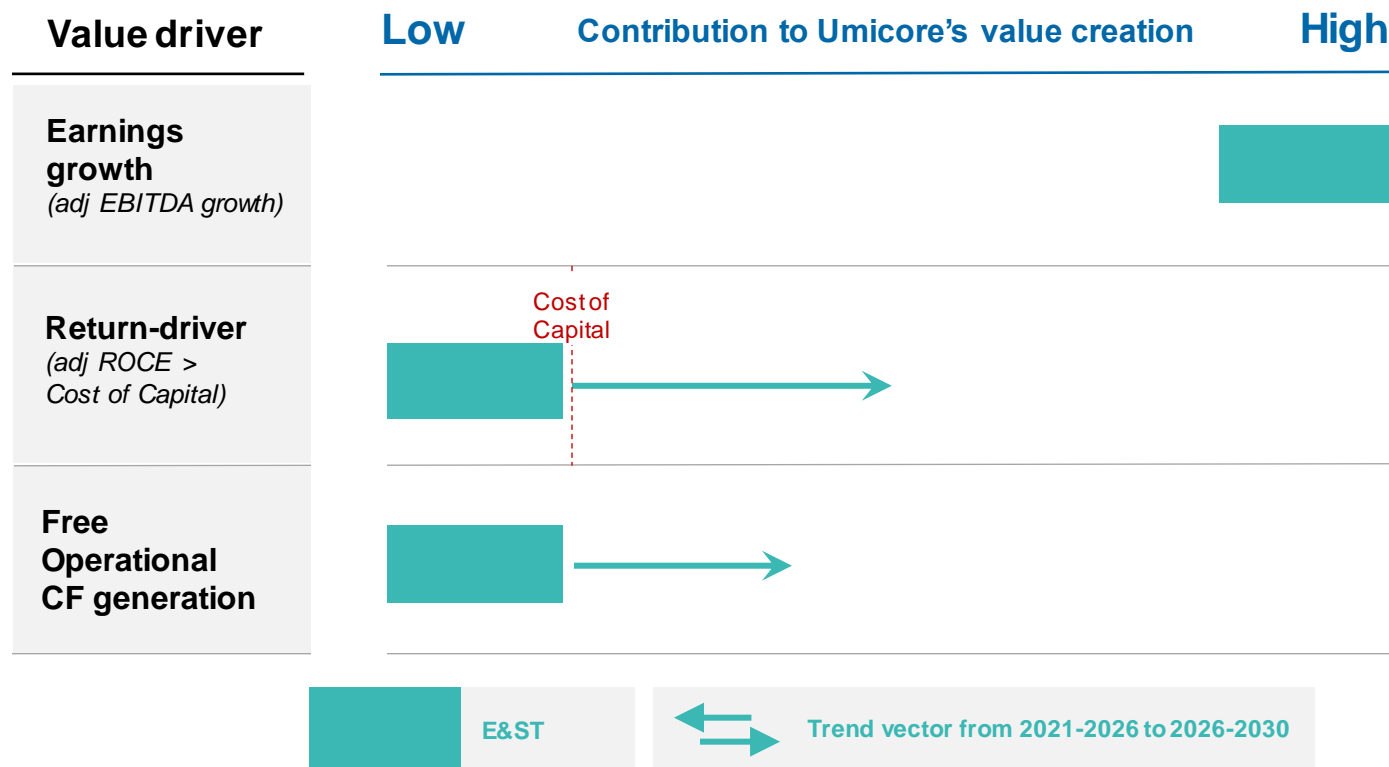 Value driver
Low
Contribution to Umicore's value creation
High
Earnings
growth
(adj EBITDA growth)
Return-driver
(adj ROCE >
Cost of Capital)
Cost of
Capital
Free
Operational
CF generation
E&ST
Trend vector from 2021-2026 to 2026-2030